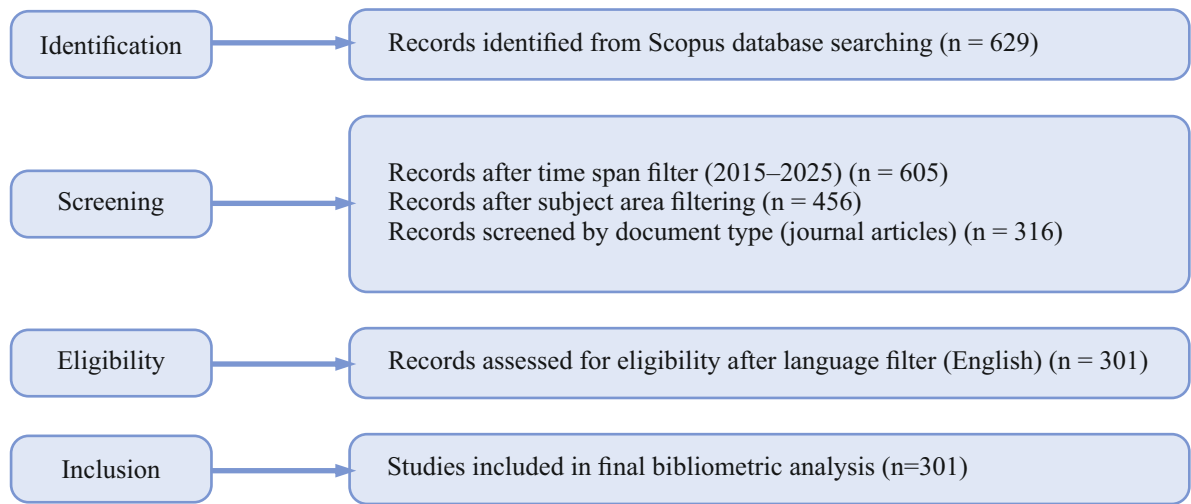 Identification
Records identified from Scopus database searching (n = 629)
Screening
Records after time span filter (2015–2025) (n = 605)
Records after subject area filtering (n = 456)
Records screened by document type (journal articles) (n = 316)
Eligibility
Records assessed for eligibility after language filter (English) (n = 301)
Inclusion
Studies included in final bibliometric analysis (n=301)